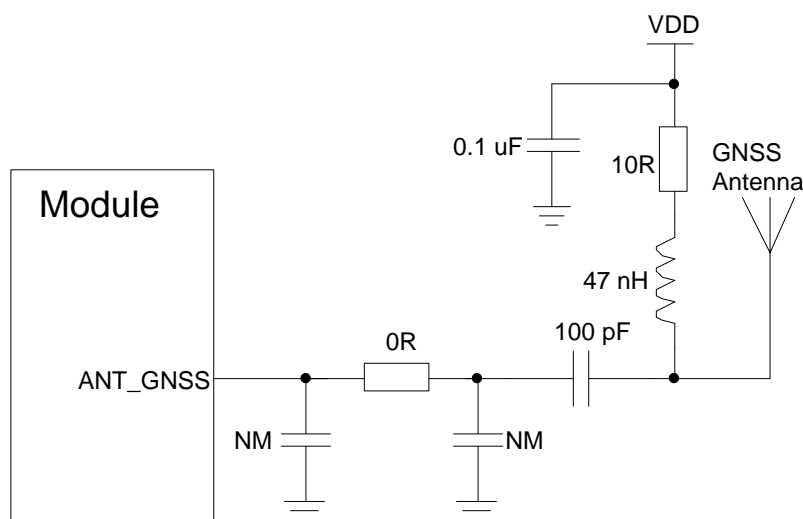 VDD
0.1 uF
10R
GNSS
Antenna
Module
47 nH
100 pF
0R
ANT_GNSS
NM
NM